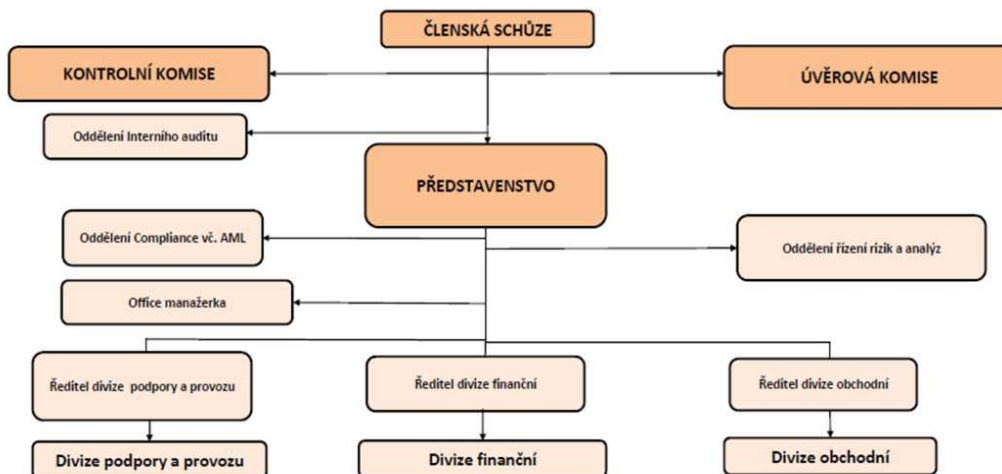 ČLENSKÁ SCHŮZE
KONTROLNÍ KOMISE
ÚVĚROVÁ KOMISE
Oddělení Interního auditu
PŘEDSTAVENSTVO
Oddělení Compliance vč. AML
Oddělení řízení rizik a analýz
Office manažerka
Ředitel divize podpory a provozu
Ředitel divize finanční
Ředitel divize obchodní
Divize podpory a provozu
Divize finanční
Divize obchodní